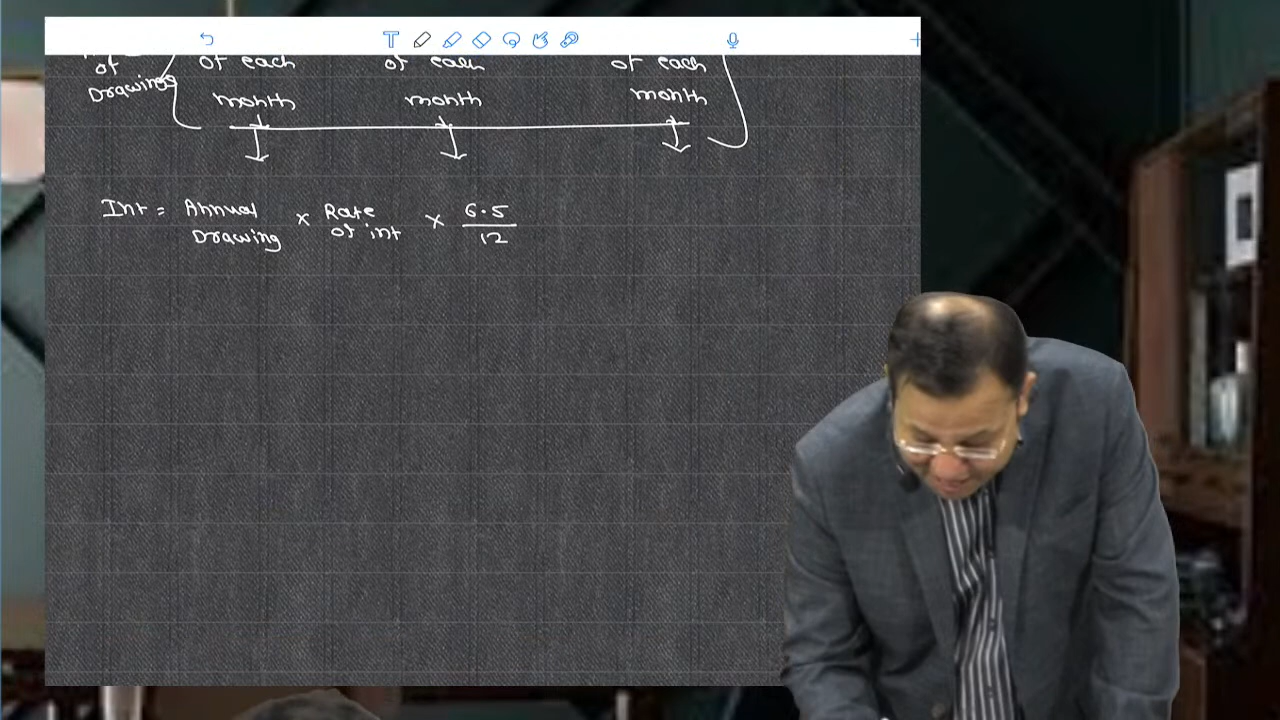 of each of each of each
of
Drawings
month month month
Int = Annual Drawing × Rate of int × 6.5/12